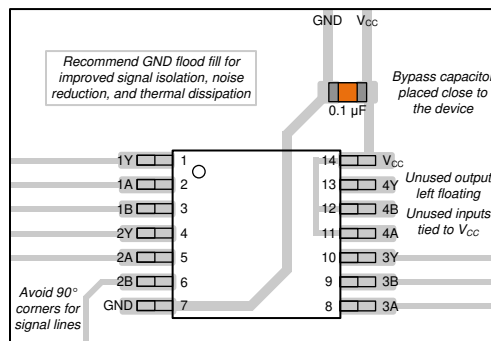 GND VCC
Recommend GND flood fill for
improved signal isolation, noise
reduction, and thermal dissipation
Bypass capacitor
placed close to
the device
0.1 µF
1Y 1 14 VCC
1A 2 13 4Y
Unused output
left floating
1B 3 12 4B
Unused inputs
tied to VCC
2Y 4 11 4A
2A 5 10 3Y
2B 6 9 3B
GND 7 8 3A
Avoid 90°
corners for
signal lines